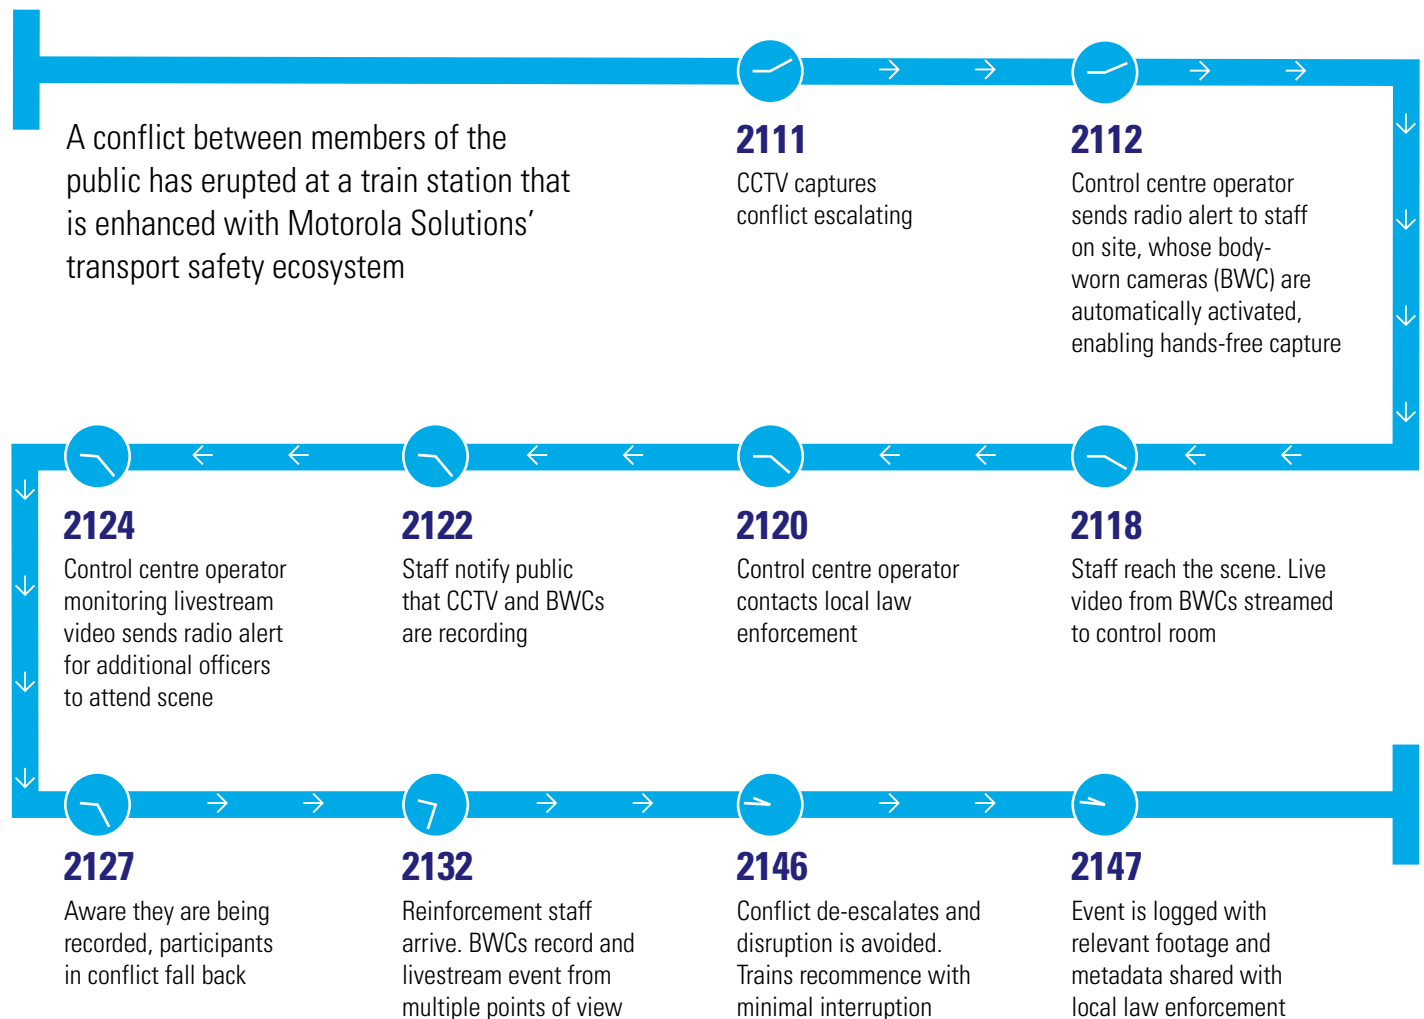 A conflict between members of the
public has erupted at a train station that
is enhanced with Motorola Solutions’
transport safety ecosystem
2111
CCTV captures
conflict escalating
2112
Control centre operator
sends radio alert to staff
on site, whose body-
worn cameras (BWC) are
automatically activated,
enabling hands-free capture
2118
Staff reach the scene. Live
video from BWCs streamed
to control room
2120
Control centre operator
contacts local law
enforcement
2122
Staff notify public
that CCTV and BWCs
are recording
2124
Control centre operator
monitoring livestream
video sends radio alert
for additional officers
to attend scene
2127
Aware they are being
recorded, participants
in conflict fall back
2132
Reinforcement staff
arrive. BWCs record and
livestream event from
multiple points of view
2146
Conflict de-escalates and
disruption is avoided.
Trains recommence with
minimal interruption
2147
Event is logged with
relevant footage and
metadata shared with
local law enforcement